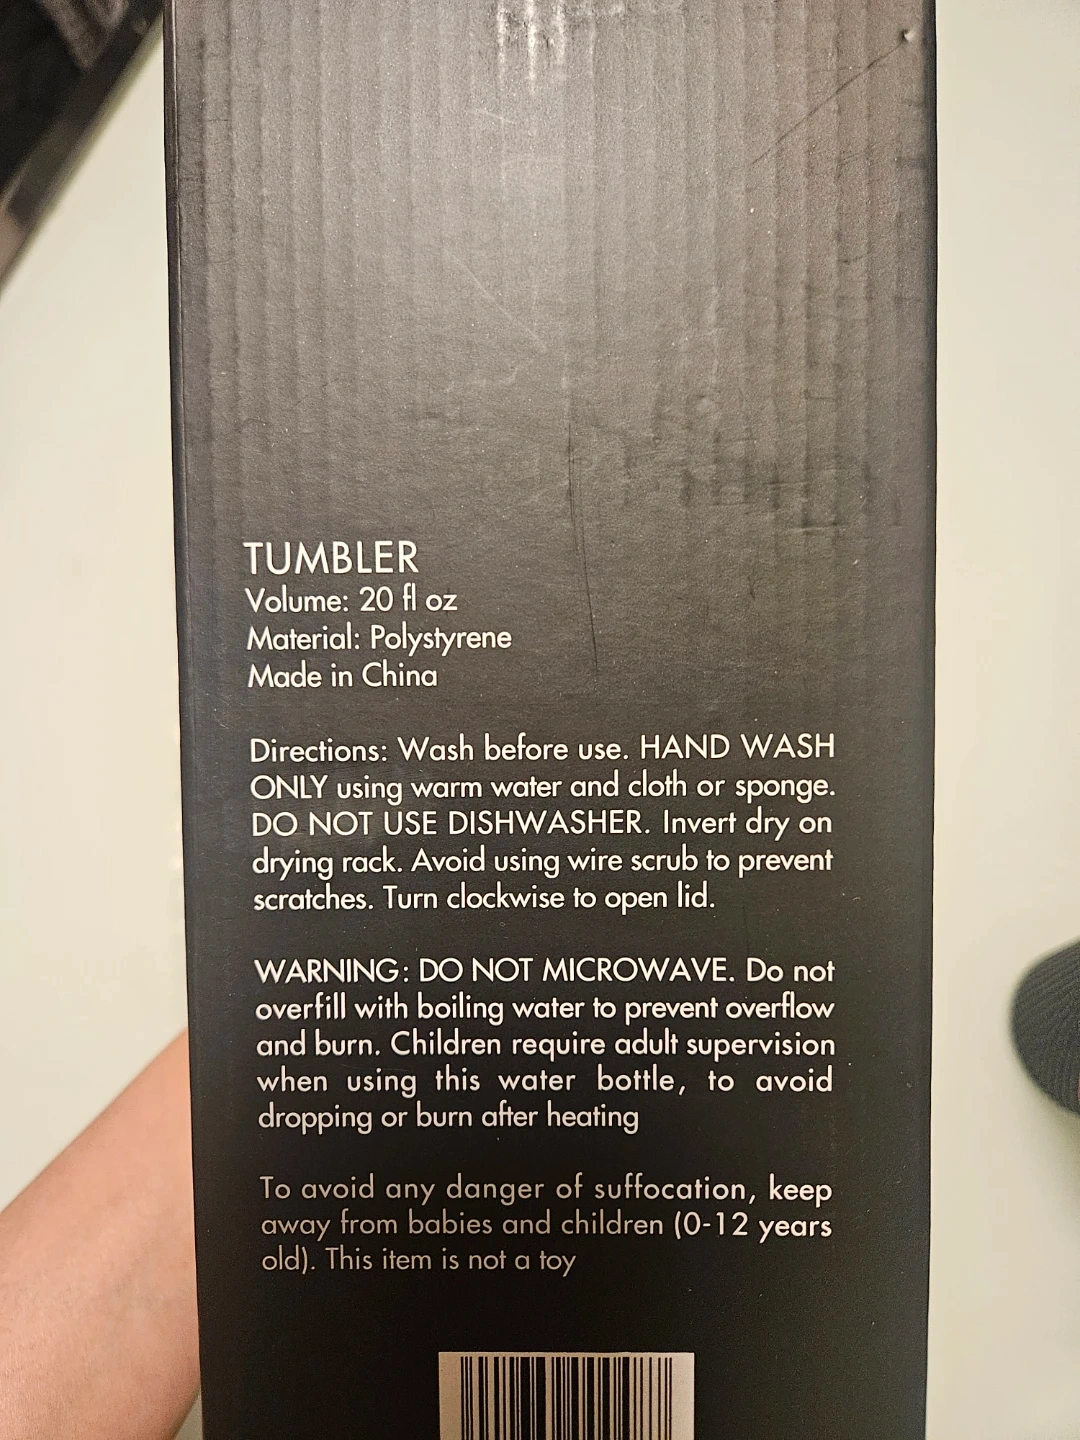 TUMBLER
Volume: 20 fl oz
Material: Polystyrene
Made in China
Directions: Wash before use. HAND WASH
ONLY using warm water and cloth or sponge.
DO NOT USE DISHWASHER. Invert dry on
drying rack. Avoid using wire scrub to prevent
scratches. Turn clockwise to open lid.
WARNING: DO NOT MICROWAVE. Do not
overfill with boiling water to prevent overflow
and burn. Children require adult supervision
when using this water bottle, to avoid
dropping or burn after heating
To avoid any danger of suffocation, keep
away from babies and children (0-12 years
old). This item is not a toy